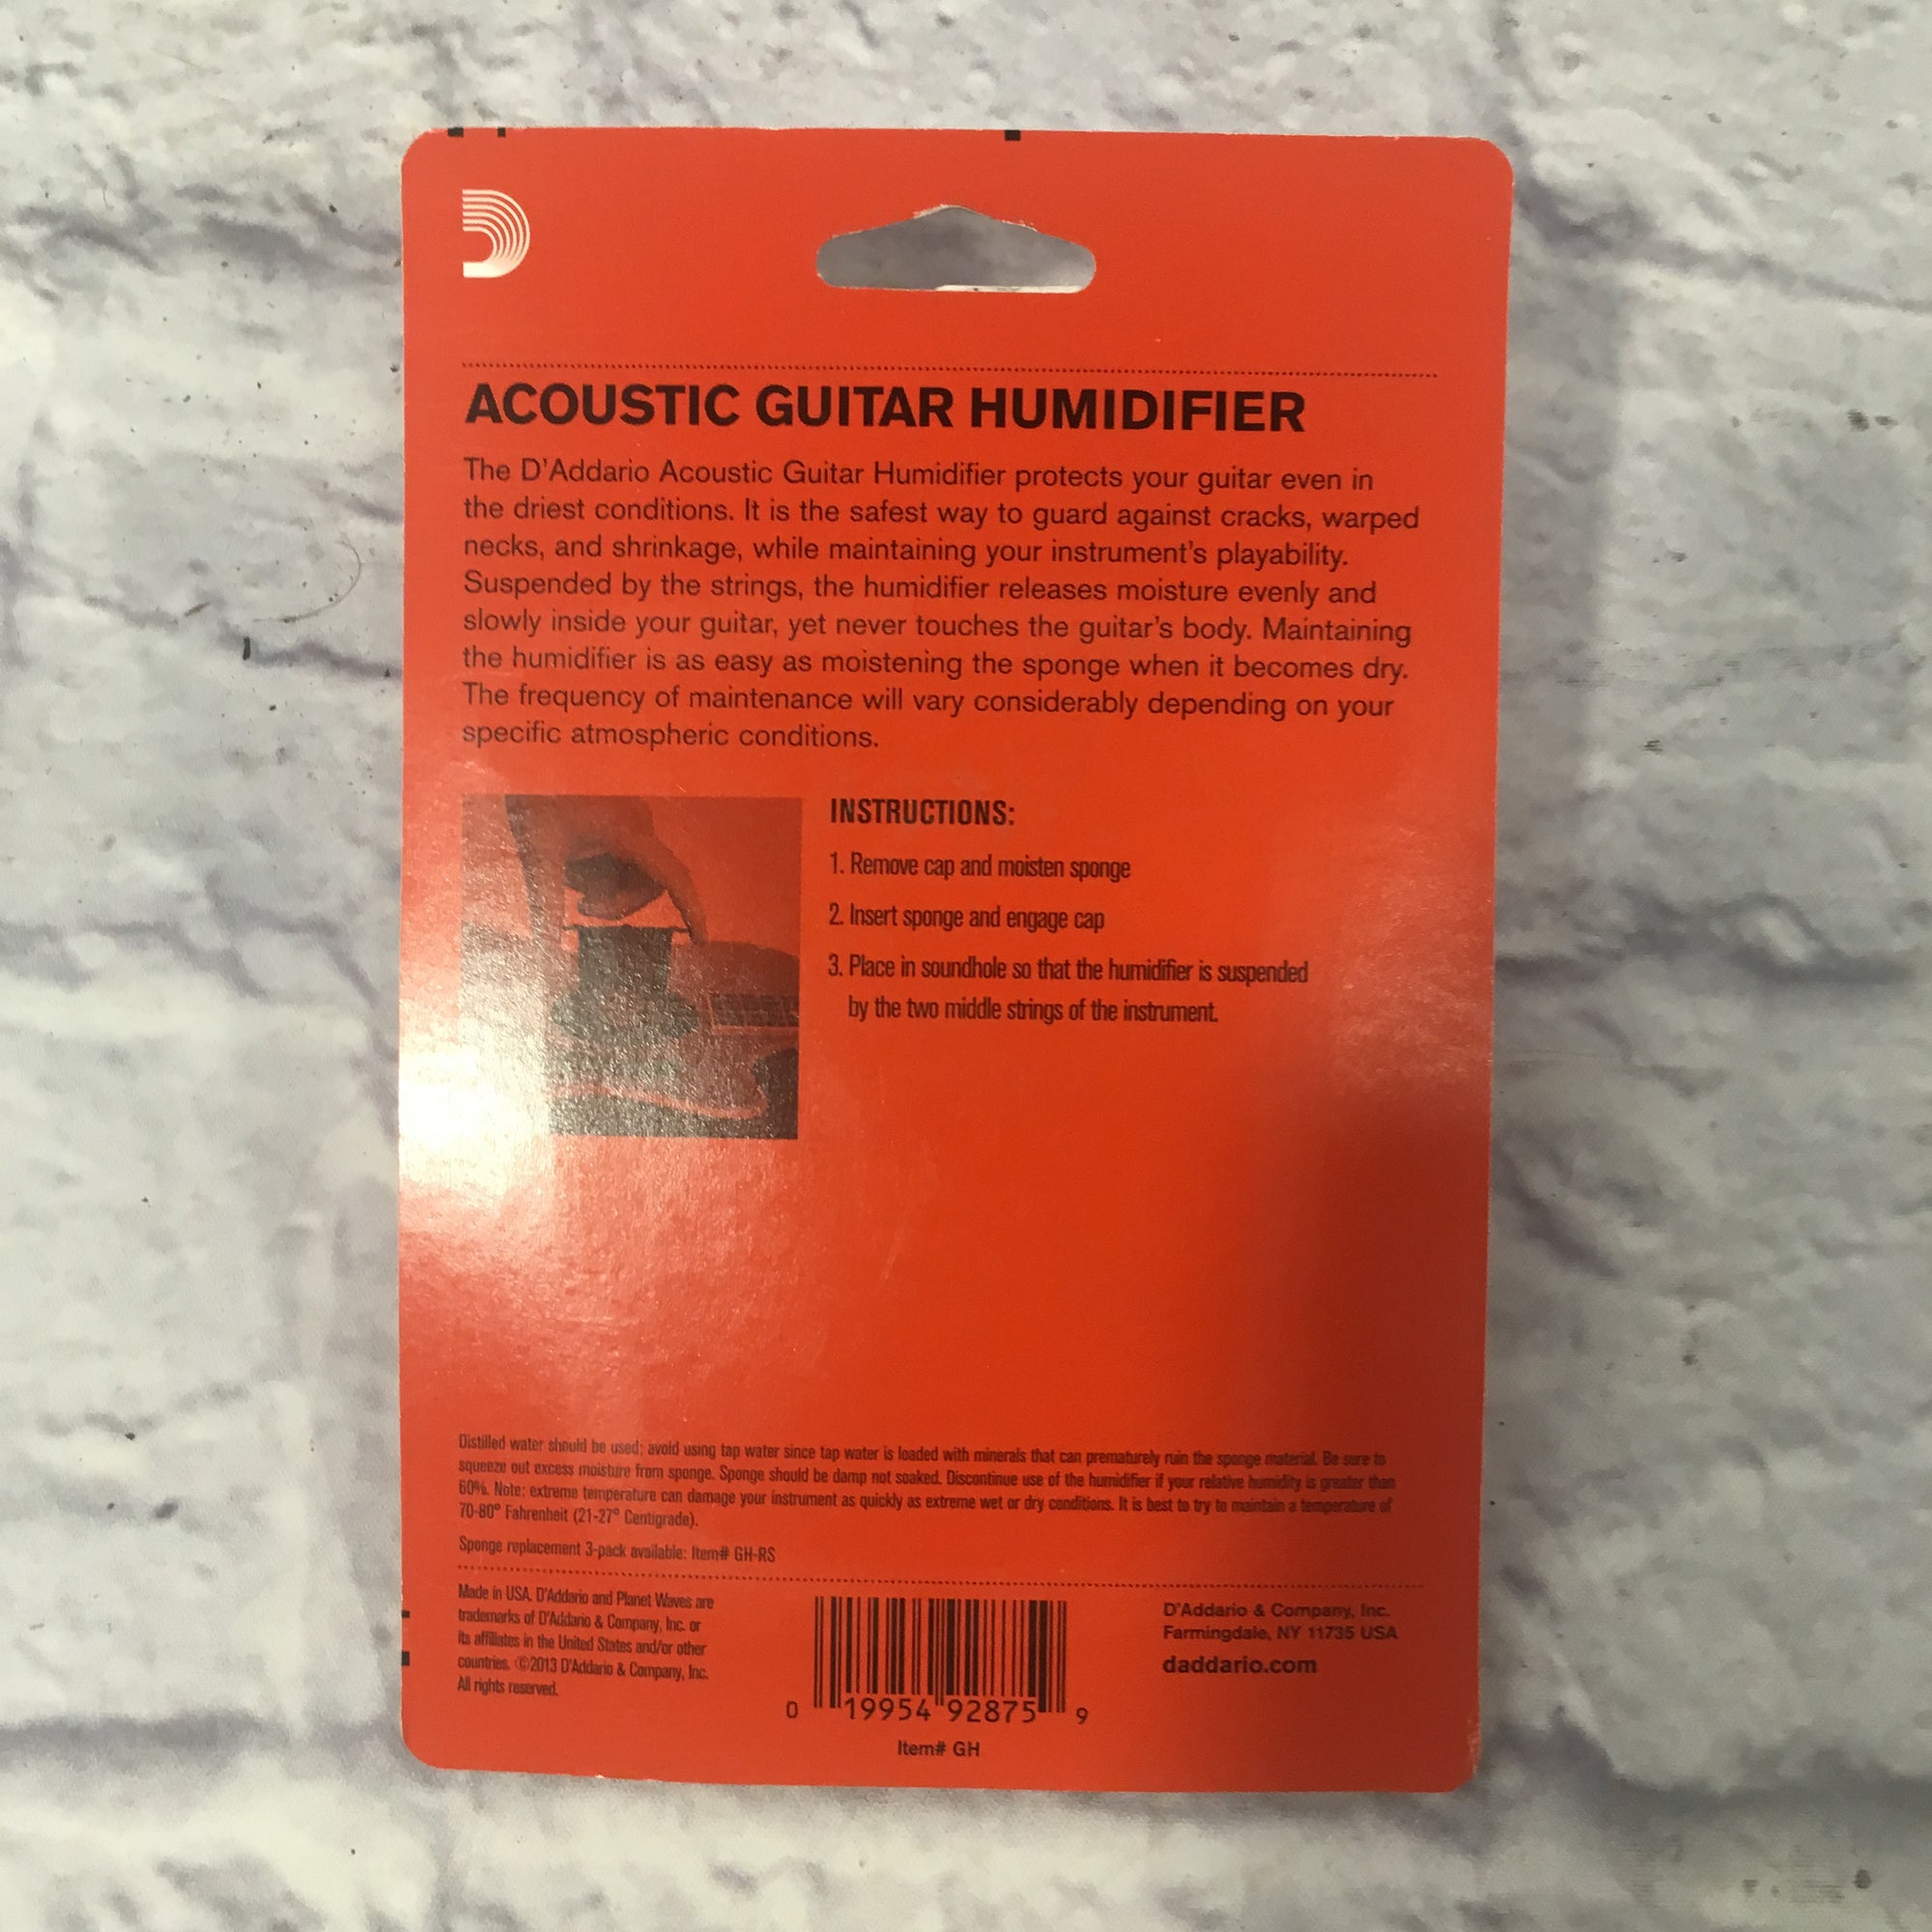 ACOUSTIC GUITAR HUMIDIFIER
The D'Addario Acoustic Guitar Humidifier protects your guitar even in
the driest conditions. It is the safest way to guard against cracks, warped
necks, and shrinkage, while maintaining your instrument's playability.
Suspended by the strings, the humidifier releases moisture evenly and
slowly inside your guitar, yet never touches the guitar's body. Maintaining
the humidifier is as easy as moistening the sponge when it becomes dry.
The frequency of maintenance will vary considerably depending on your
specific atmospheric conditions.
INSTRUCTIONS:
1. Remove cap and moisten sponge
2. Insert sponge and engage cap
3. Place in soundhole so that the humidifier is suspended
by the two middle strings of the instrument.
Distilled water should be used; avoid using tap water since tap water is loaded with minerals that can prematurely ruin the sponge material. Be sure to
squeeze out excess moisture from sponge. Sponge should be damp not soaked. Discontinue use of the humidifier if your relative humidity is greater than
60%. Note: extreme temperature can damage your instrument as quickly as extreme wet or dry conditions. It is best to try to maintain a temperature of
70-80° Fahrenheit (21-27° Centigrade).
Sponge replacement 3-pack available: Item# GH-RS
Made in USA. D'Addario and Planet Waves are
trademarks of D'Addario & Company, Inc. or
its affiliates in the United States and/or other
countries. ©2013 D'Addario & Company, Inc.
All rights reserved.
0 19954 92875 9
Item# GH
D'Addario & Company, Inc.
Farmingdale, NY 11735 USA
daddario.com